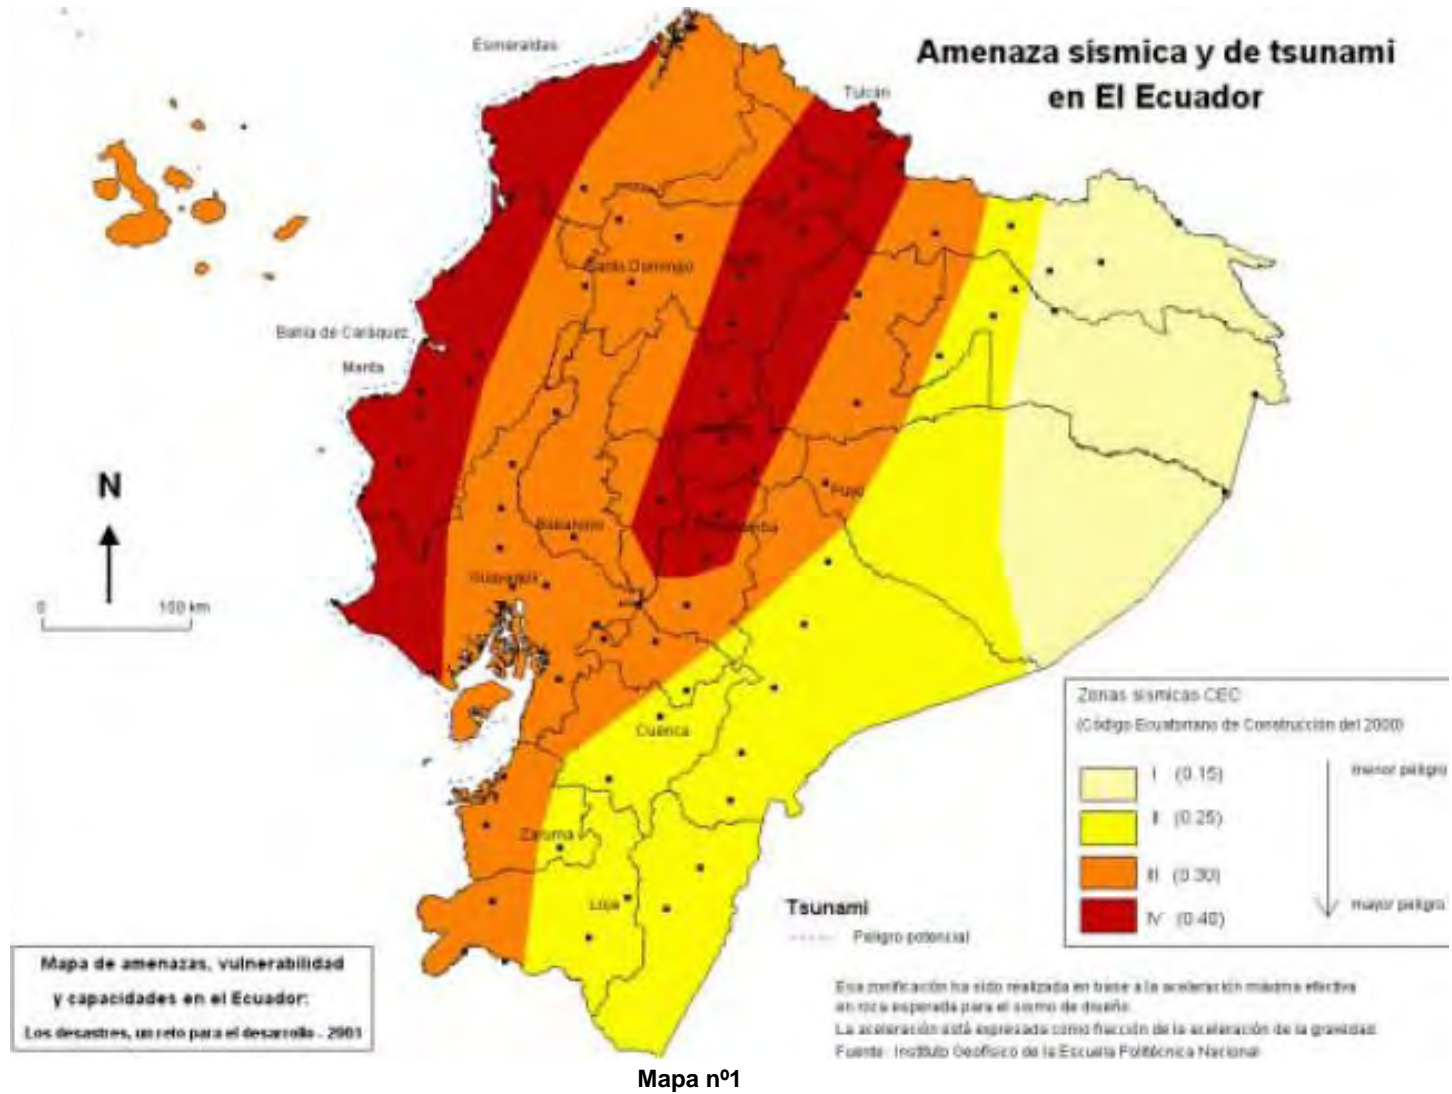 Amenaza sísmica y de tsunami
en El Ecuador
Esmeraldas
Tulcán
Santo Domingo
Bahía de Caráquez
Manta
N
0 100 km
Puyo
Babahoyo
Guayaquil
Cuenca
Zaruma
Loja
Zonas sísmicas CEC
(Código Ecuatoriano de Construcción del 2000)
I (0.15) menor peligro
II (0.25)
III (0.30)
IV (0.40) mayor peligro
Tsunami
Peligro potencial
Mapa de amenazas, vulnerabilidad
y capacidades en el Ecuador:
Los desastres, un reto para el desarrollo - 2001
Esa zonificación ha sido realizada en base a la aceleración máxima efectiva
en roca esperada para el sismo de diseño.
La aceleración está expresada como fracción de la aceleración de la gravedad.
Fuente: Instituto Geofísico de la Escuela Politécnica Nacional
Mapa nº1